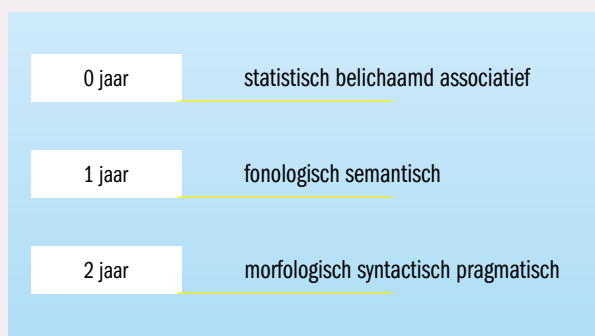 0 jaar statistisch belichaamd associatief
1 jaar fonologisch semantisch
2 jaar morfologisch syntactisch pragmatisch